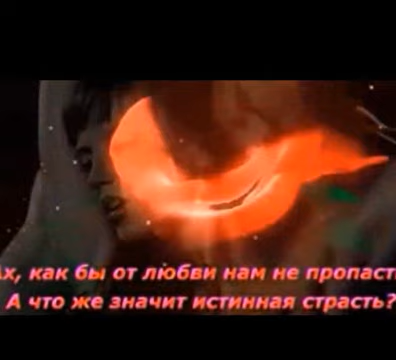 Ах, как бы от любви нам не пропасть
А что же значит истинная страсть?